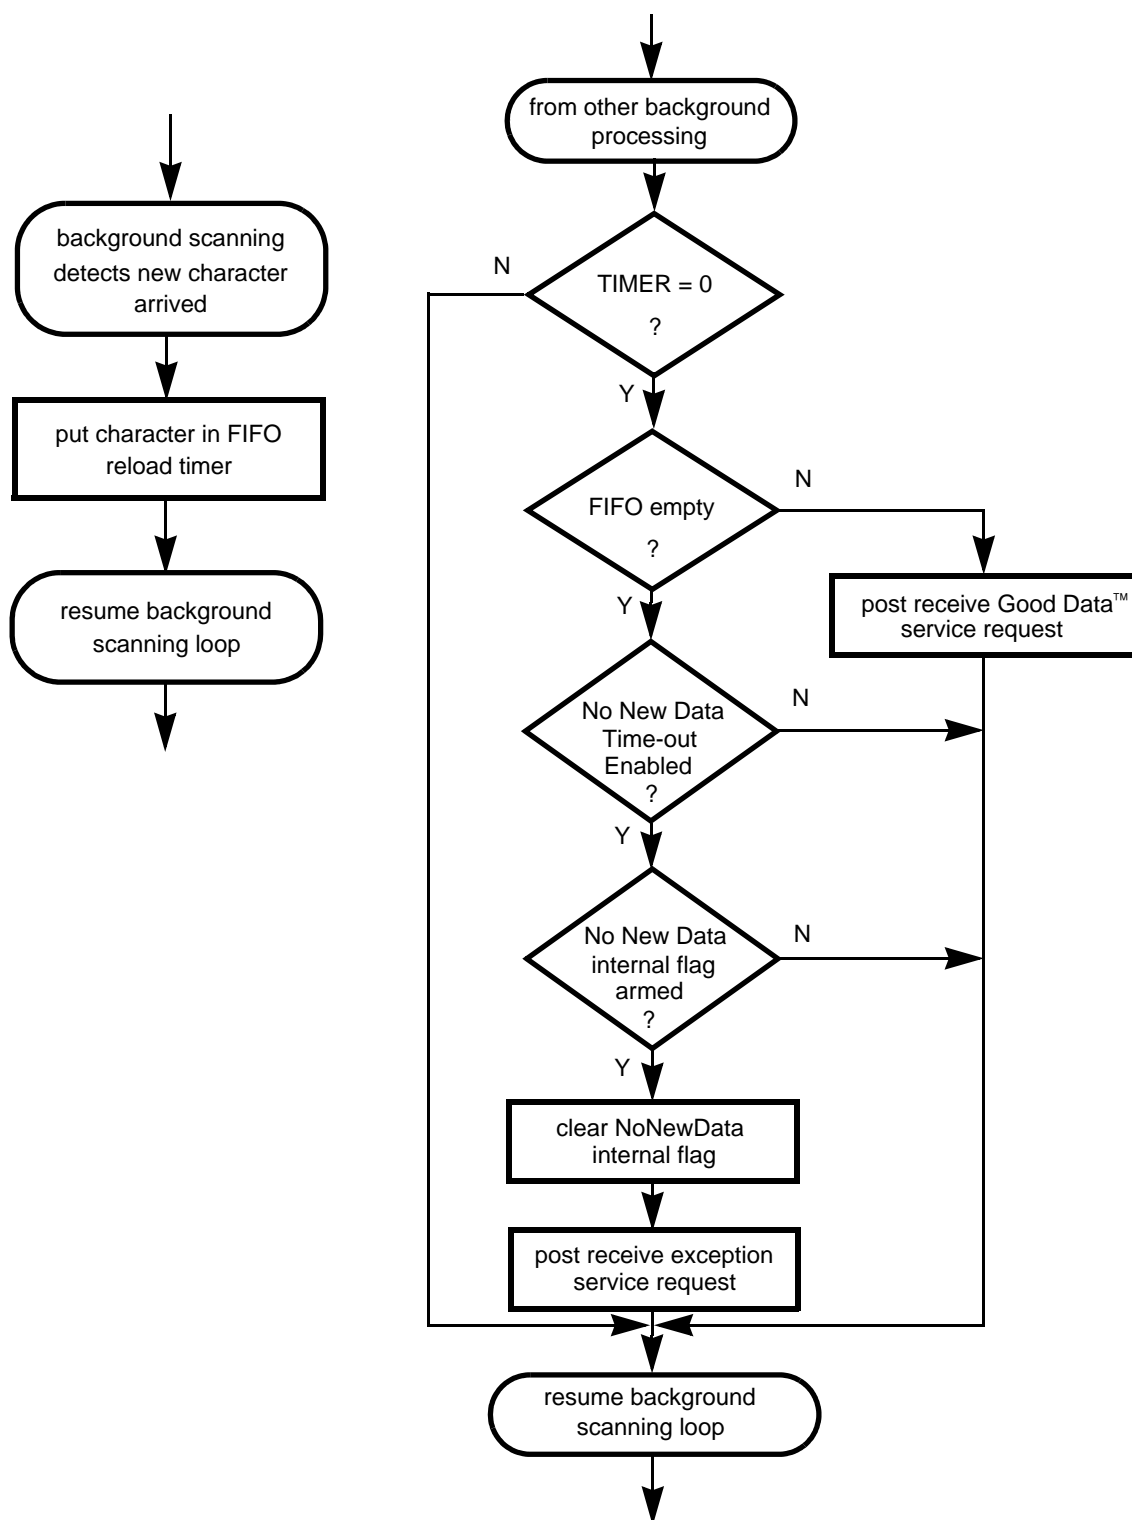 background scanning
detects new character
arrived
put character in FIFO
reload timer
resume background
scanning loop
from other background
processing
TIMER = 0
?
N
Y
FIFO empty
?
N
Y
post receive Good Data™
service request
No New Data
Time-out
Enabled
?
N
Y
No New Data
internal flag
armed
?
N
Y
clear NoNewData
internal flag
post receive exception
service request
resume background
scanning loop